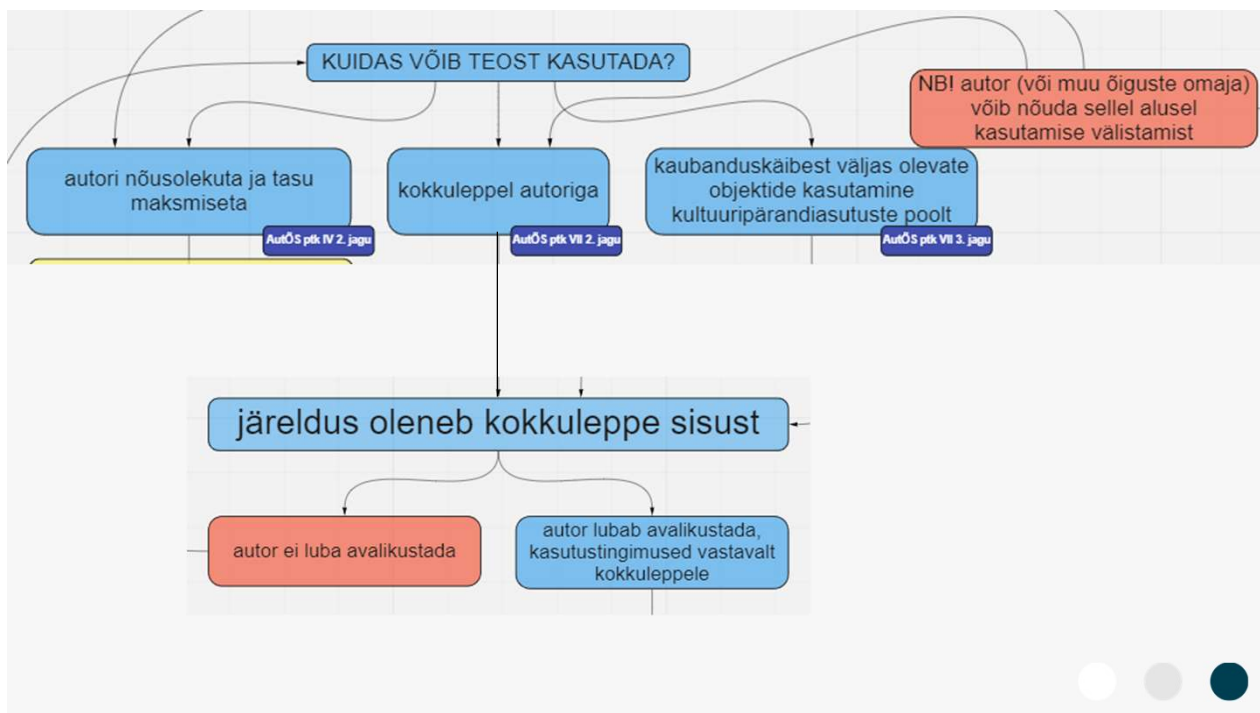 KUIDAS VÕIB TEOST KASUTADA?
NB! autor (või muu õiguste omaja)
võib nõuda sellel alusel
kasutamise välistamist
autori nõusolekuta ja tasu
maksmiseta
AutÕS ptk IV 2. jagu
kokkuleppel autoriga
AutÕS ptk VII 2. jagu
kaubanduskäibest väljas olevate
objektide kasutamine
kultuuripärandiasutuste poolt
AutÕS ptk VII 3. jagu
järeldus oleneb kokkuleppe sisust
autor ei luba avalikustada
autor lubab avalikustada,
kasutustingimused vastavalt
kokkuleppele